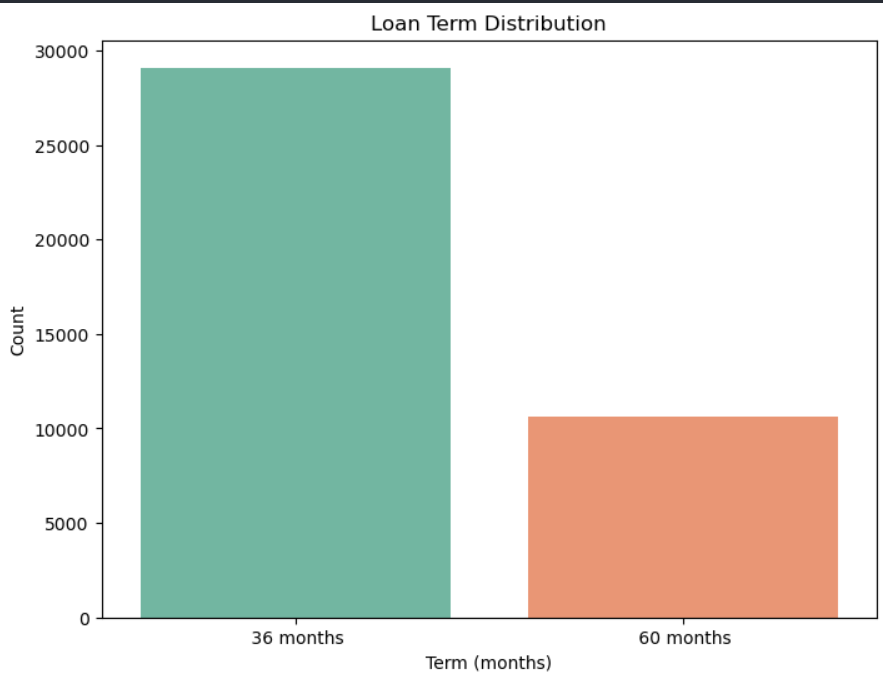 Loan Term Distribution
30000
25000
20000
15000
10000
5000
0
Count
36 months
60 months
Term (months)